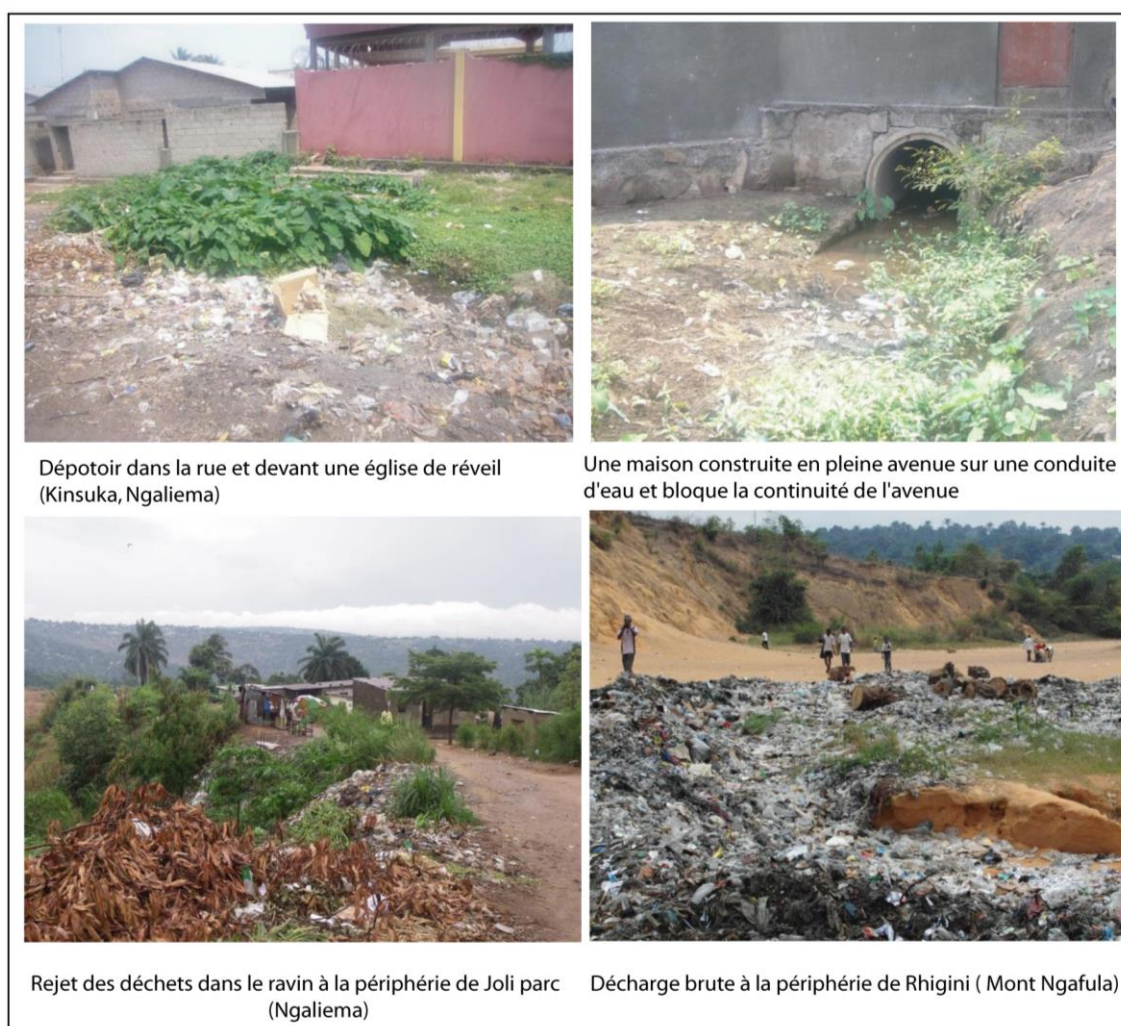 Dépotoir dans la rue et devant une église de réveil
(Kinsuka, Ngaliema)
Une maison construite en pleine avenue sur une conduite
d'eau et bloque la continuité de l'avenue
Rejet des déchets dans le ravin à la périphérie de Joli parc
(Ngaliema)
Décharge brute à la périphérie de Rhigini ( Mont Ngafula)